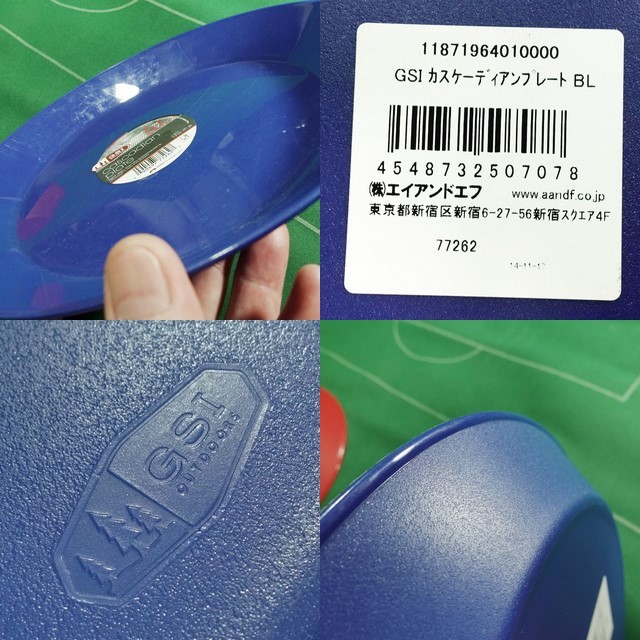 11871964010000
GSI カスケーディアンプレート BL
4548732507078
㈱エイアンドエフ www.aandf.co.jp
東京都新宿区新宿6-27-56新宿スクエア4F
77262
GSI
OUTDOORS